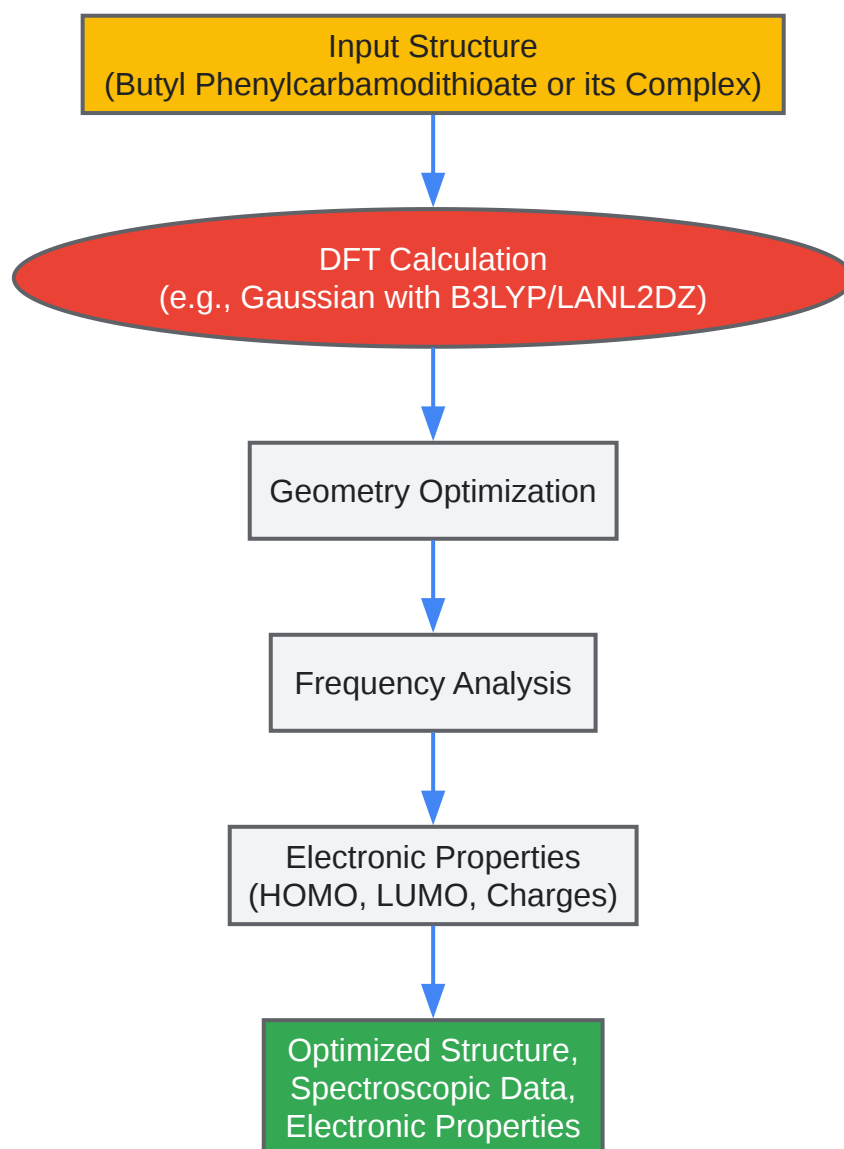 Input Structure
(Butyl Phenylcarbamodithioate or its Complex)
DFT Calculation
(e.g., Gaussian with B3LYP/LANL2DZ)
Geometry Optimization
Frequency Analysis
Electronic Properties
(HOMO, LUMO, Charges)
Optimized Structure,
Spectroscopic Data,
Electronic Properties